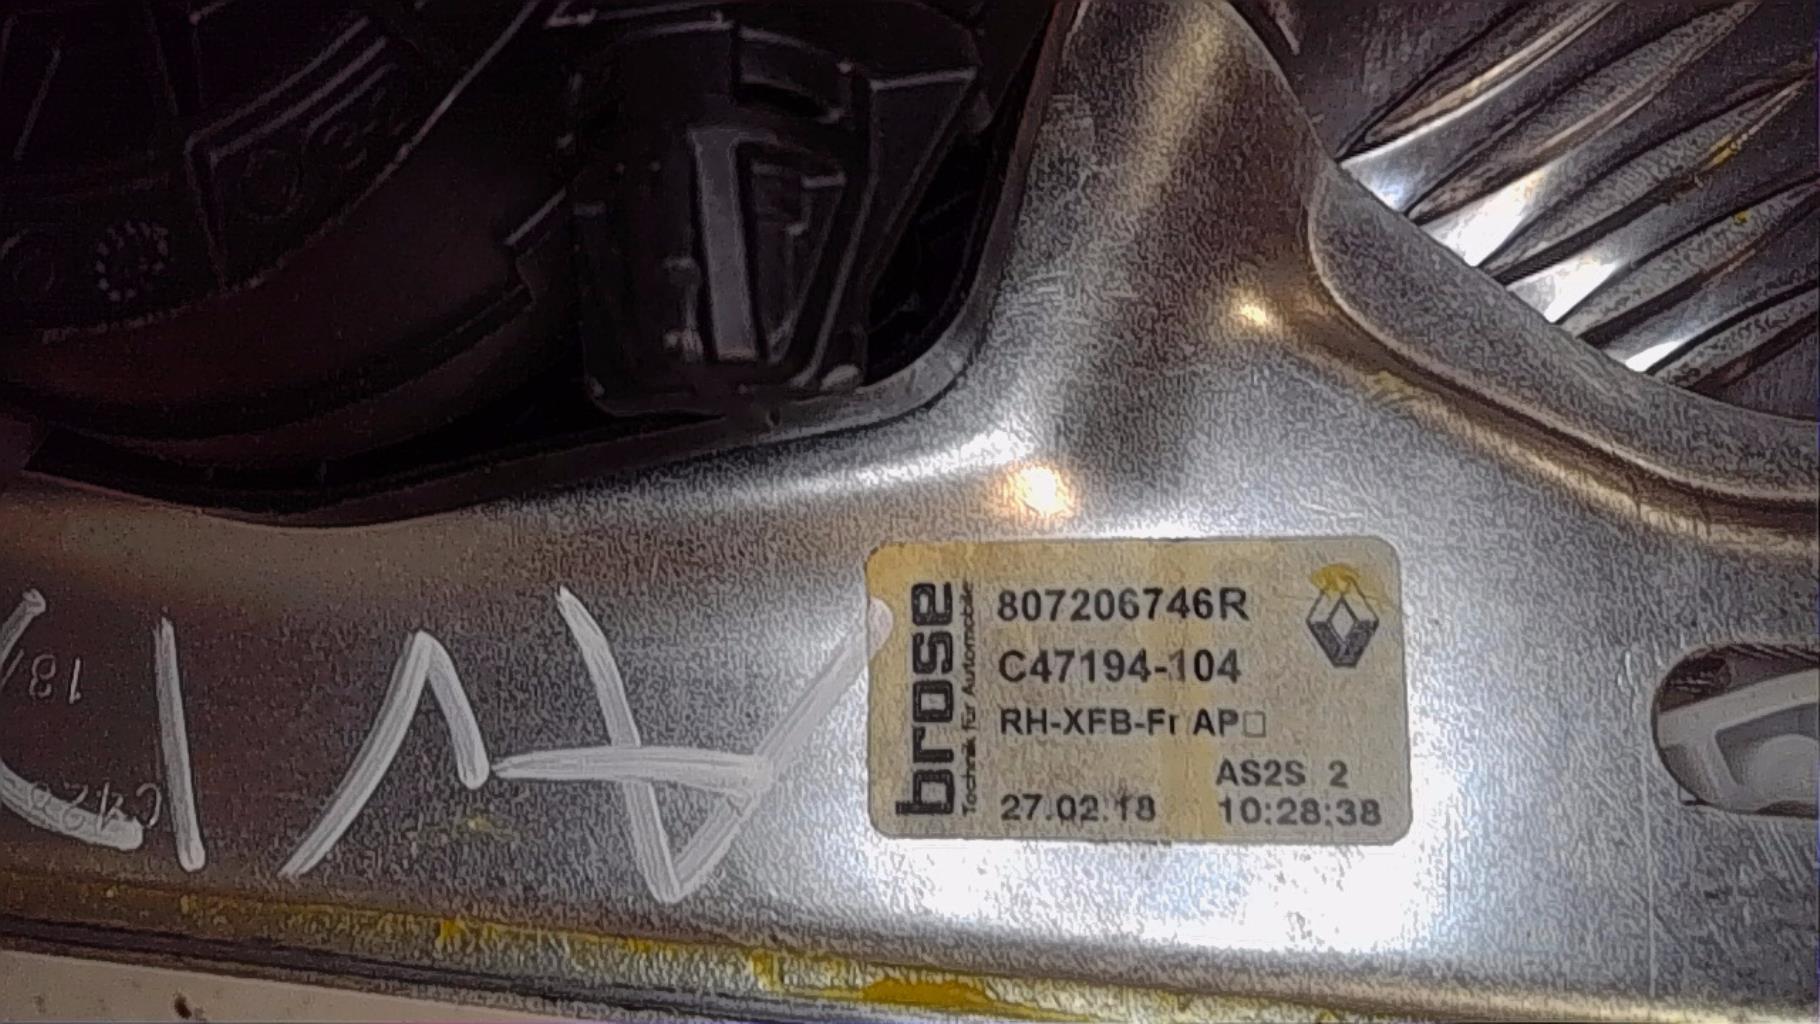 brose
Technik für Automobile
807206746R
C47194-104
RH-XFB-Fr AP□
AS2S 2
27.02.18 10:28:38